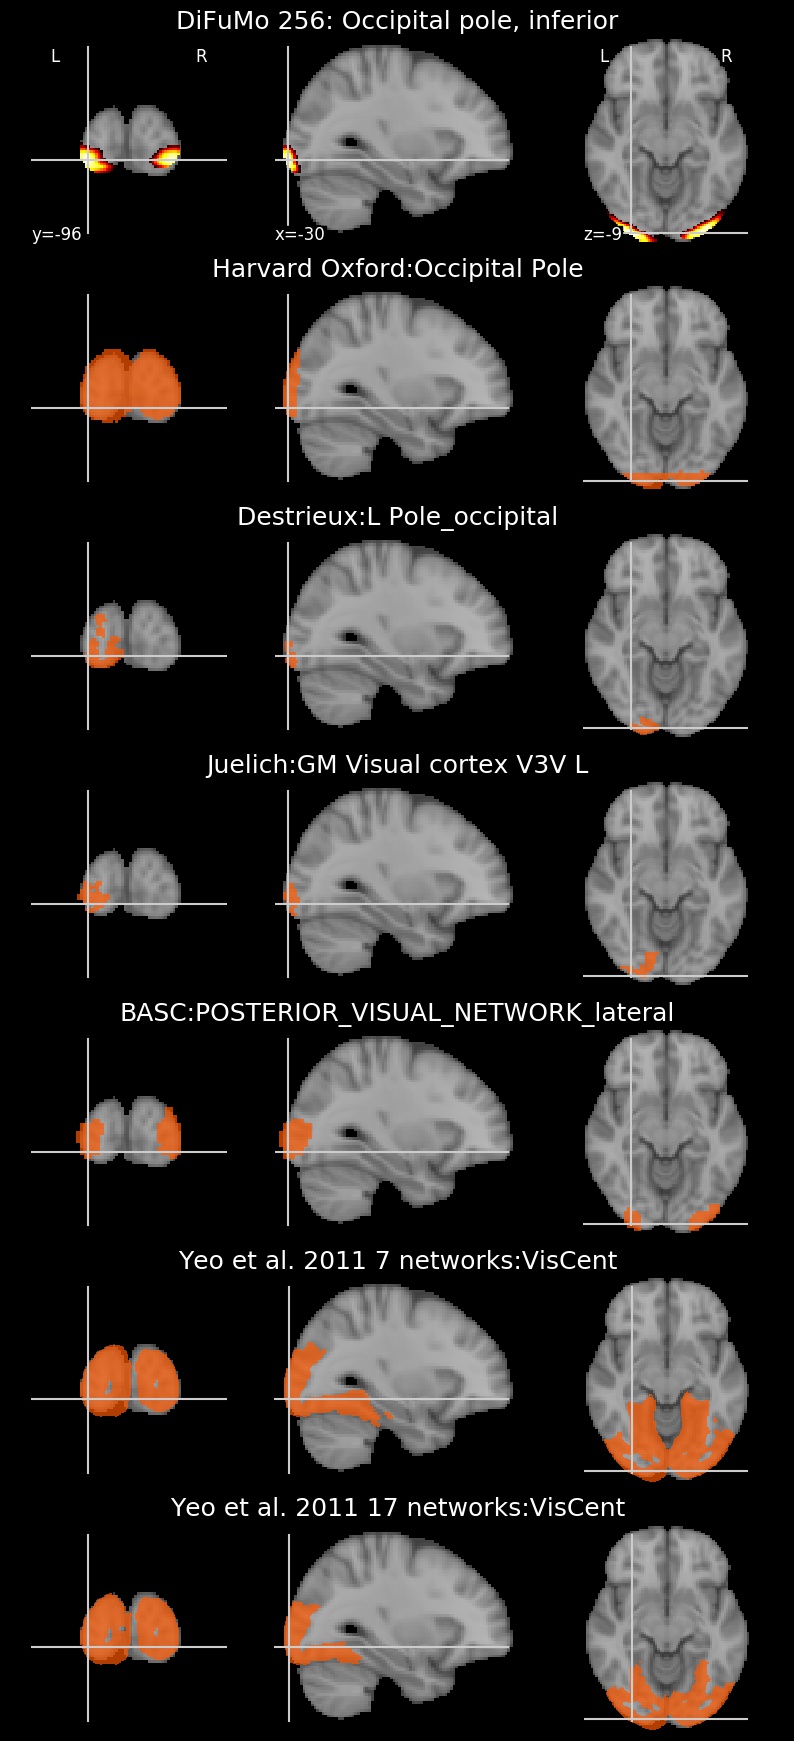 DiFuMo 256: Occipital pole, inferior
L R L R
y=-96 x=-30 z=-9
Harvard Oxford:Occipital Pole
Destrieux:L Pole_occipital
Juelich:GM Visual cortex V3V L
BASC:POSTERIOR_VISUAL_NETWORK_lateral
Yeo et al. 2011 7 networks:VisCent
Yeo et al. 2011 17 networks:VisCent